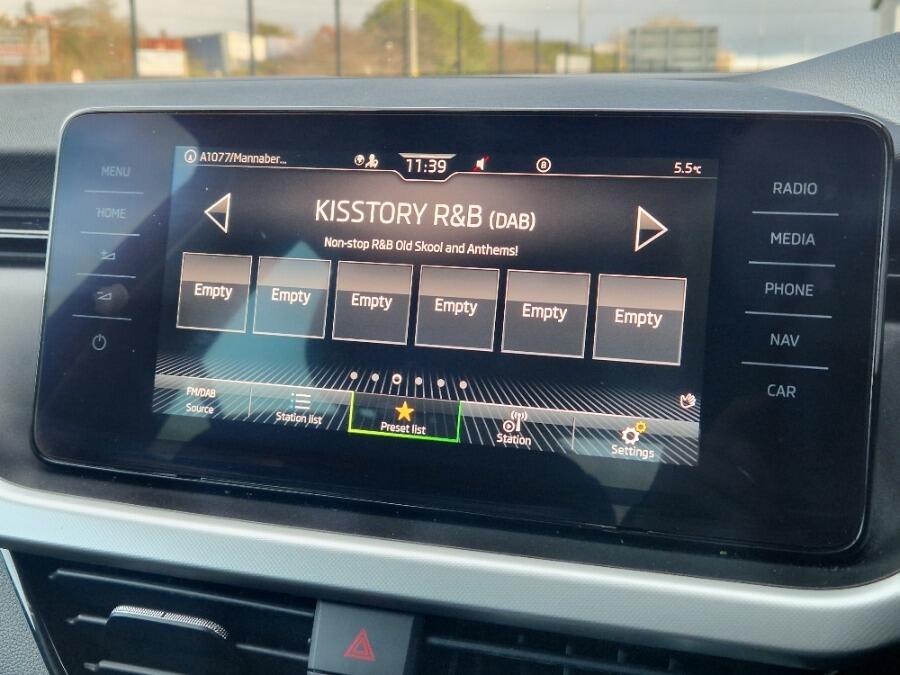 A1077/Mannaber...
11:39
8
5.5°C
KISSTORY R&B (DAB)
Non-stop R&B Old Skool and Anthems!
Empty
Empty
Empty
Empty
Empty
Empty
FM/DAB
Source
Station list
Preset list
Station
Settings
MENU
HOME
RADIO
MEDIA
PHONE
NAV
CAR